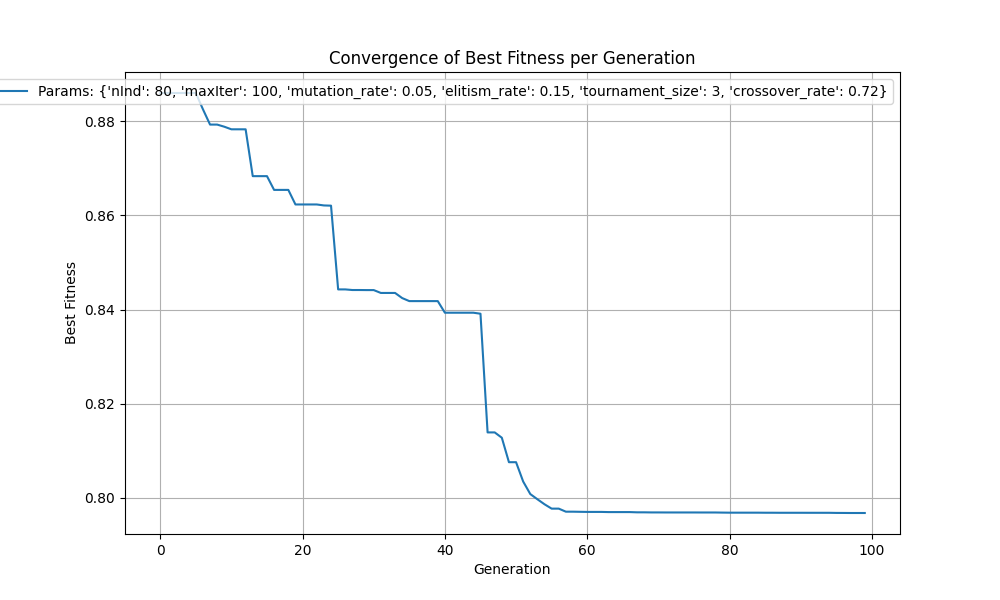 Convergence of Best Fitness per Generation
Params: {'nInd': 80, 'maxIter': 100, 'mutation_rate': 0.05, 'elitism_rate': 0.15, 'tournament_size': 3, 'crossover_rate': 0.72}
0.88
0.86
0.84
0.82
0.80
Best Fitness
0 20 40 60 80 100
Generation